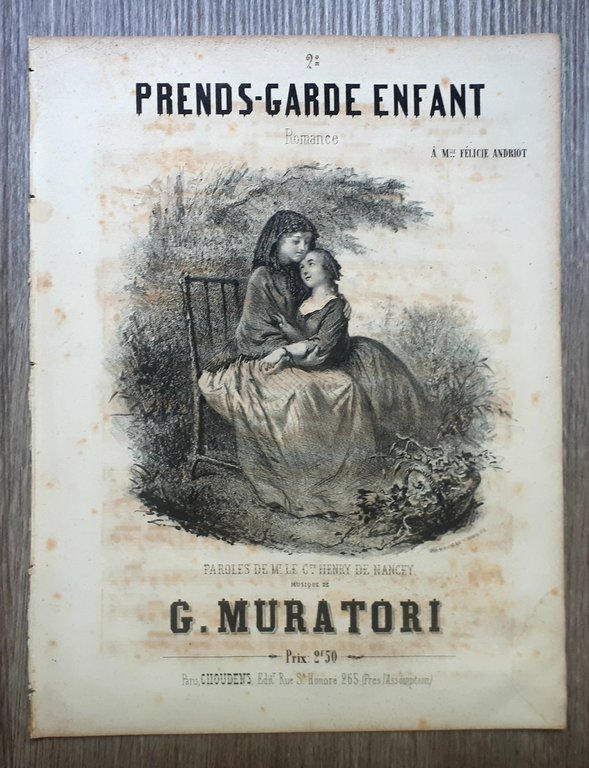 2e
PRENDS-GARDE ENFANT
Romance
À Mlle FÉLICIE ANDRIOT
PAROLES DE Mr. LE Cte HENRY DE NANCEY
MUSIQUE DE
G. MURATORI
Prix: 2f50
Paris, CHOUDENS, Editr Rue St Honoré 265 (Près l'Assomption)